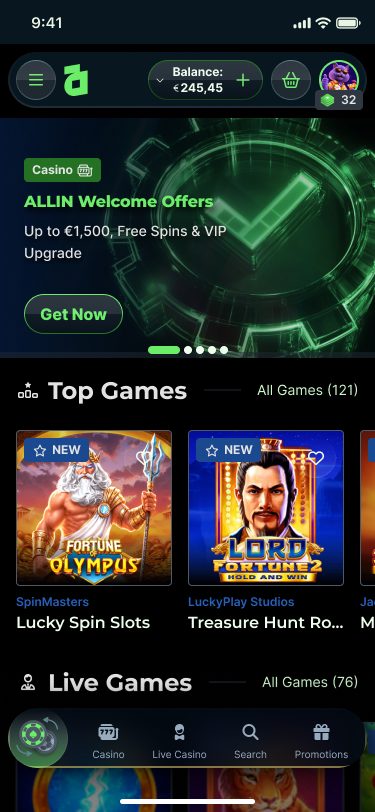 9:41
Balance:
€245,45
32
Casino
ALLIN Welcome Offers
Up to €1,500, Free Spins & VIP
Upgrade
Get Now
Top Games
All Games (121)
NEW
NEW
FORTUNE
OF
OLYMPUS
LORD
FORTUNE 2
HOLD AND WIN
SpinMasters
LuckyPlay Studios
Ja
Lucky Spin Slots
Treasure Hunt Ro...
M
Live Games
All Games (76)
Casino
Live Casino
Search
Promotions